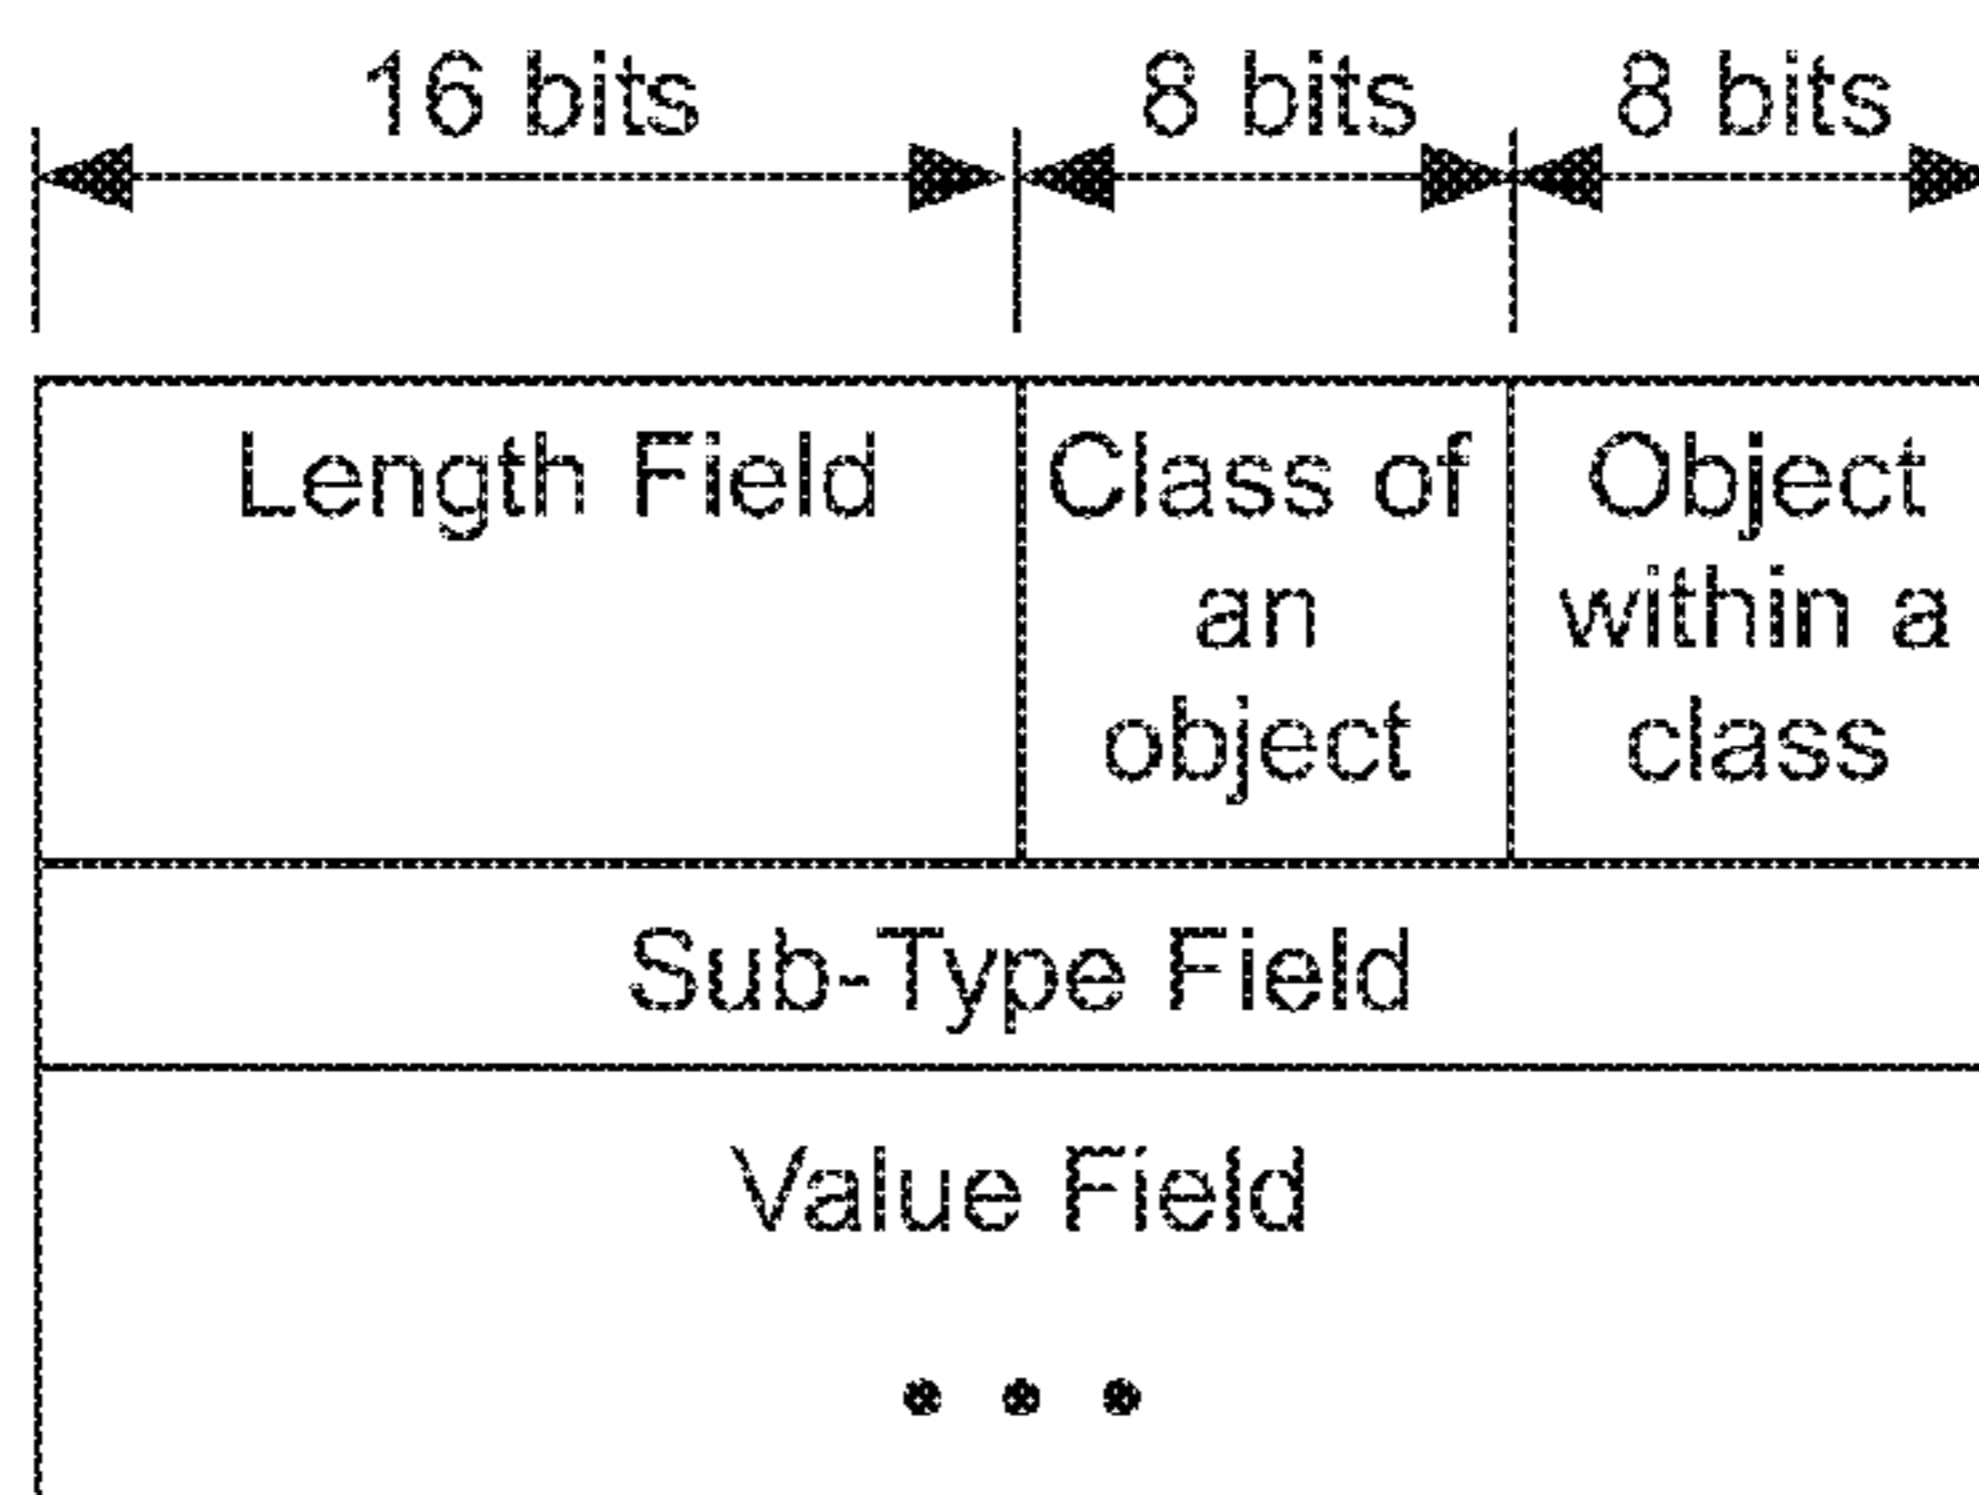 16 bits 8 bits 8 bits
Length Field
Class of
an
object
Object
within a
class
Sub-Type Field
Value Field
• • •